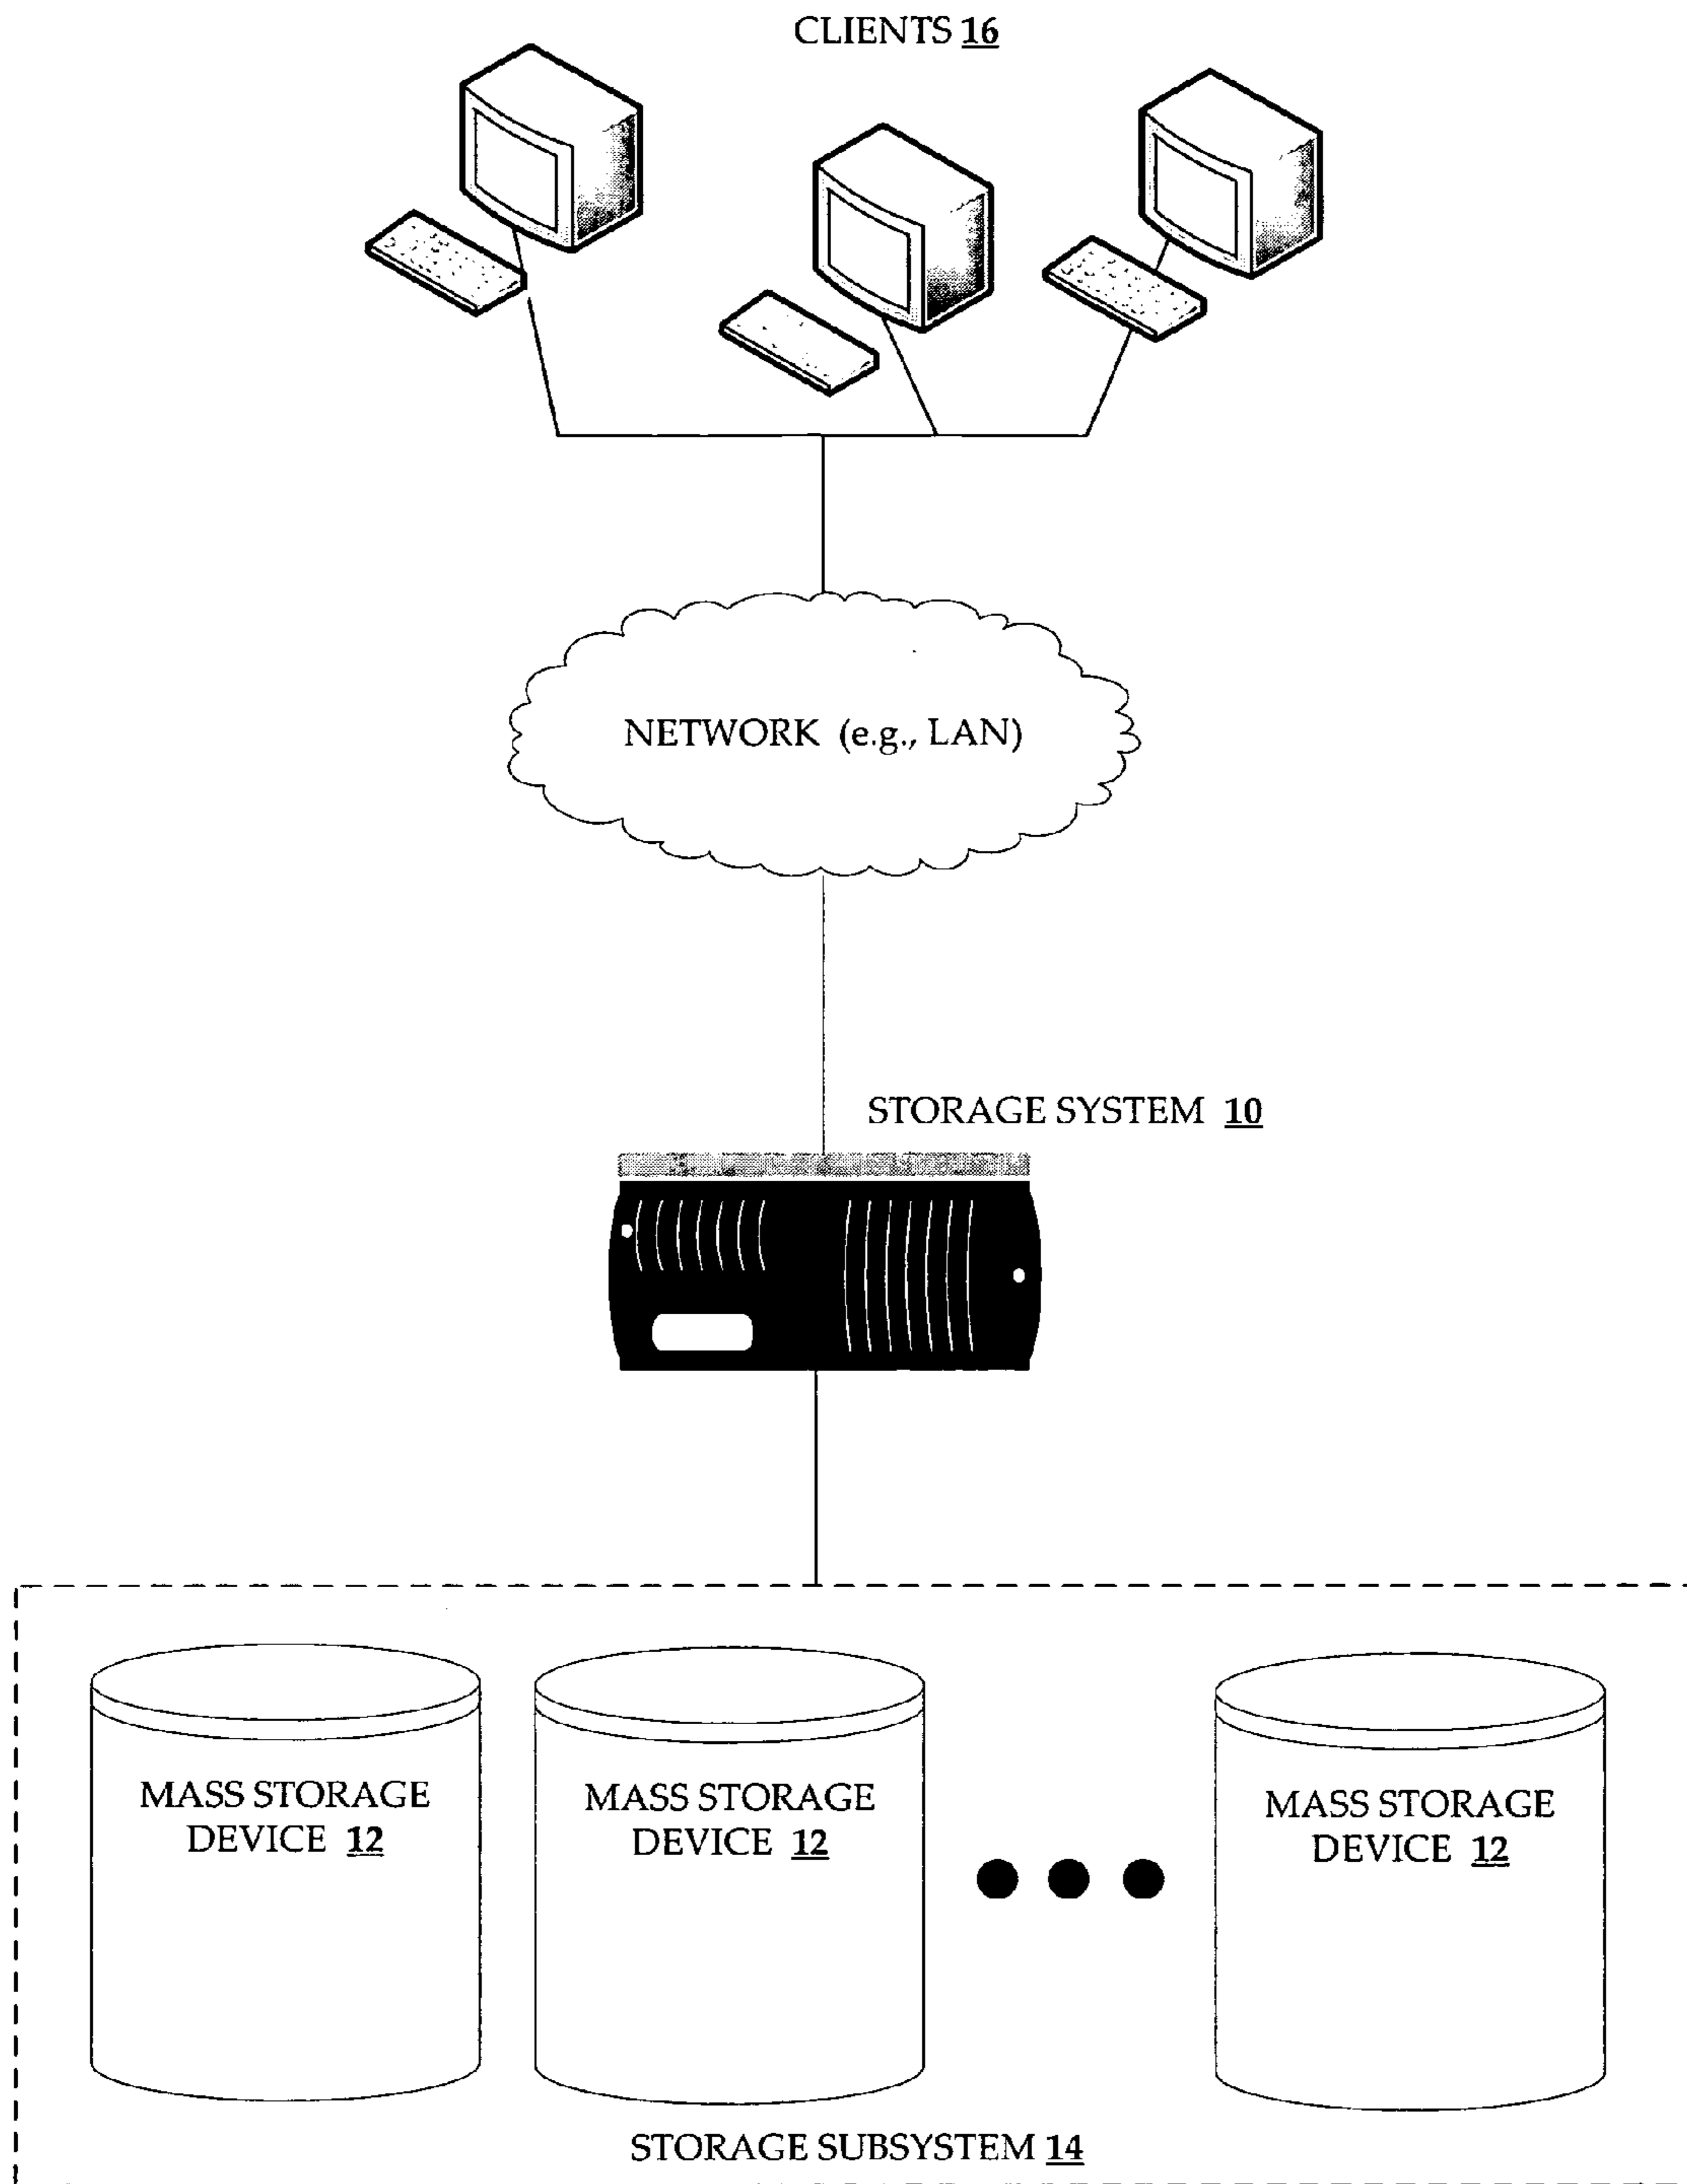 CLIENTS 16
NETWORK (e.g., LAN)
STORAGE SYSTEM 10
MASS STORAGE
DEVICE 12
MASS STORAGE
DEVICE 12
MASS STORAGE
DEVICE 12
STORAGE SUBSYSTEM 14